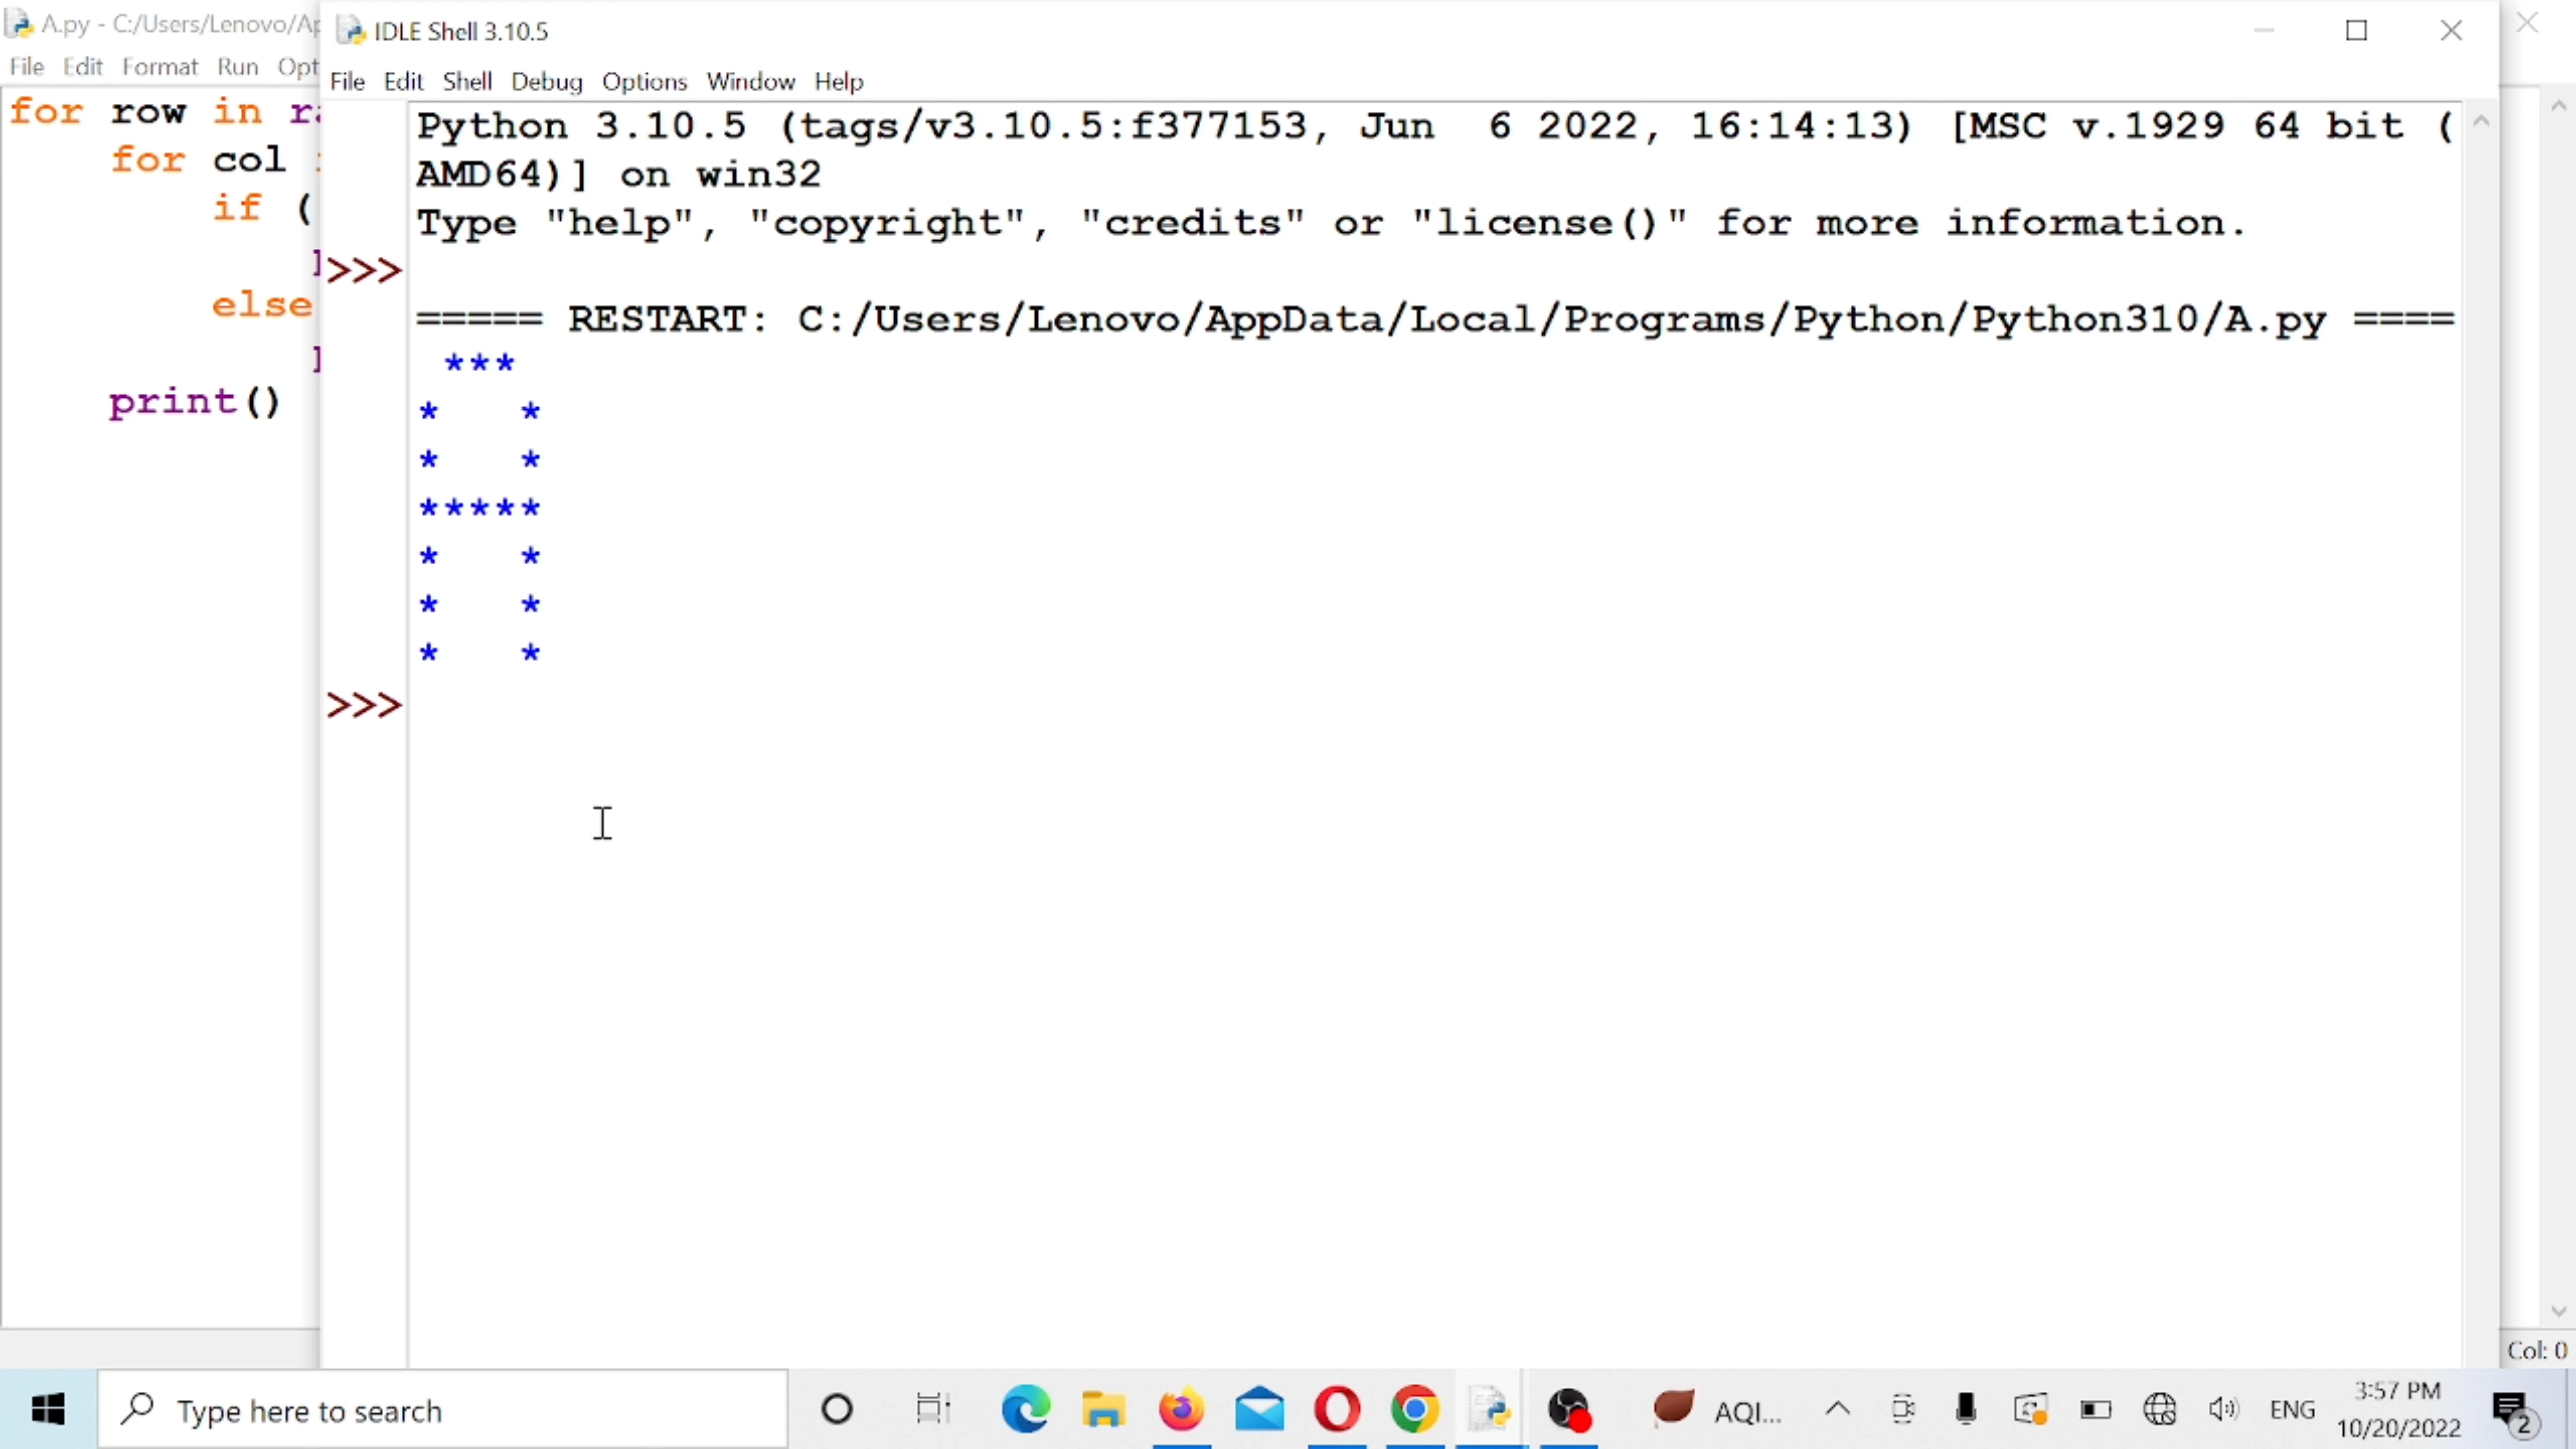 A.py - C:/Users/Lenovo/Ap
File Edit Format Run Opt
for row in ra
    for col i
        if (
        else
    print()
IDLE Shell 3.10.5
File Edit Shell Debug Options Window Help
Python 3.10.5 (tags/v3.10.5:f377153, Jun  6 2022, 16:14:13) [MSC v.1929 64 bit (
AMD64)] on win32
Type "help", "copyright", "credits" or "license()" for more information.
>>>
===== RESTART: C:/Users/Lenovo/AppData/Local/Programs/Python/Python310/A.py ====
 ***
*   *
*   *
*****
*   *
*   *
*   *
>>>
Col: 0
Type here to search
AQI...
ENG
3:57 PM
10/20/2022
2